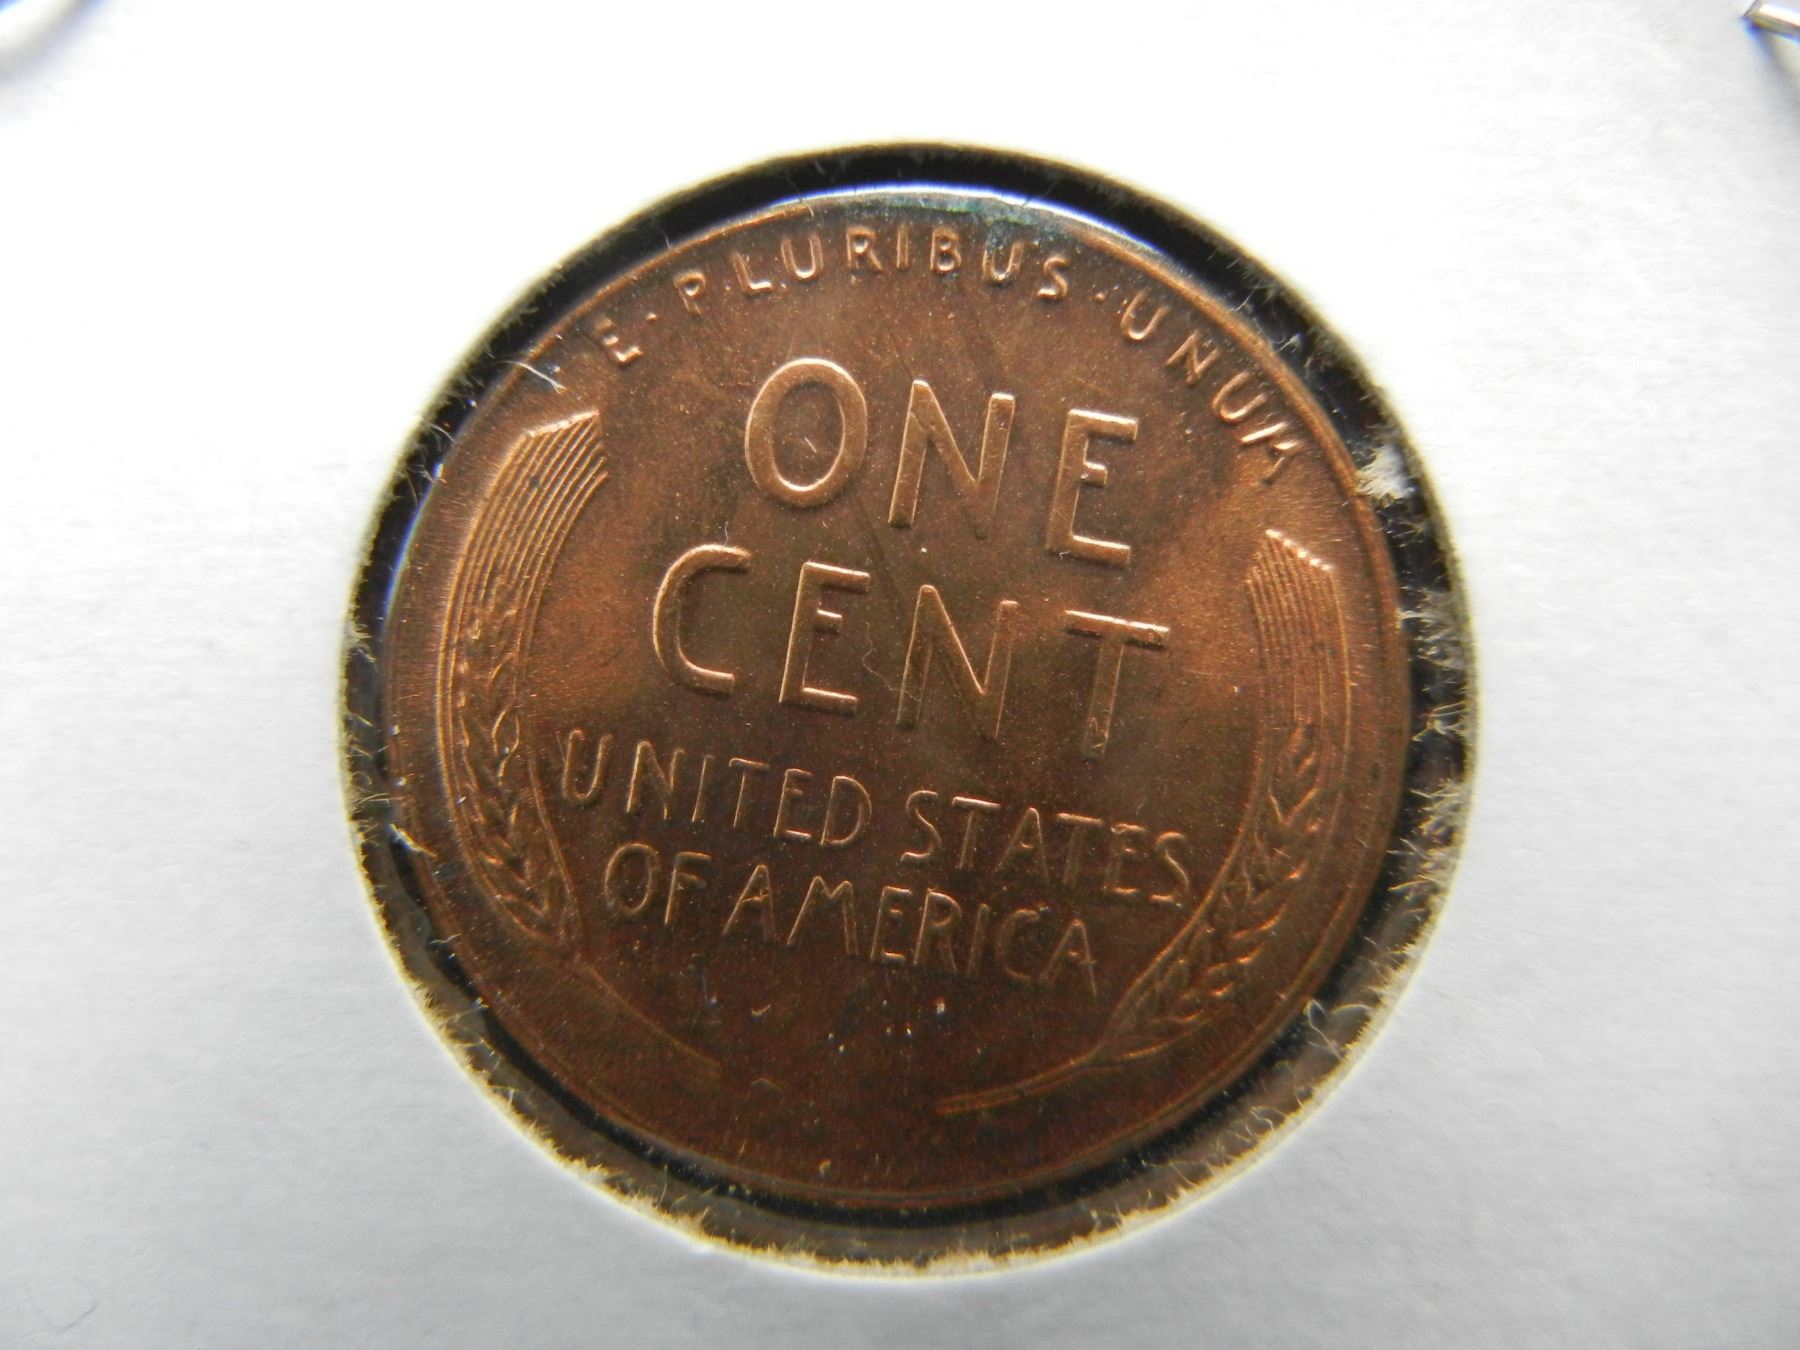 E · PLURIBUS · UNUM
ONE
CENT
UNITED STATES
OF AMERICA